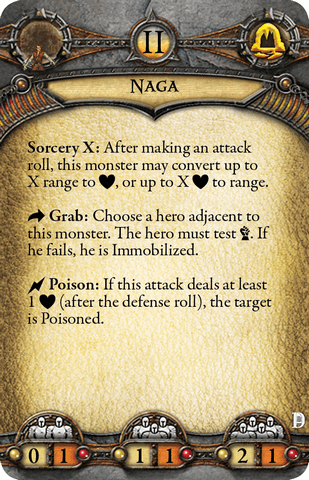 II
Naga
Sorcery X: After making an attack
roll, this monster may convert up to
X range to ♥, or up to X ♥ to range.
Grab: Choose a hero adjacent to
this monster. The hero must test . If
he fails, he is Immobilized.
Poison: If this attack deals at least
1 ♥ (after the defense roll), the target
is Poisoned.
0 1 1 1 2 1